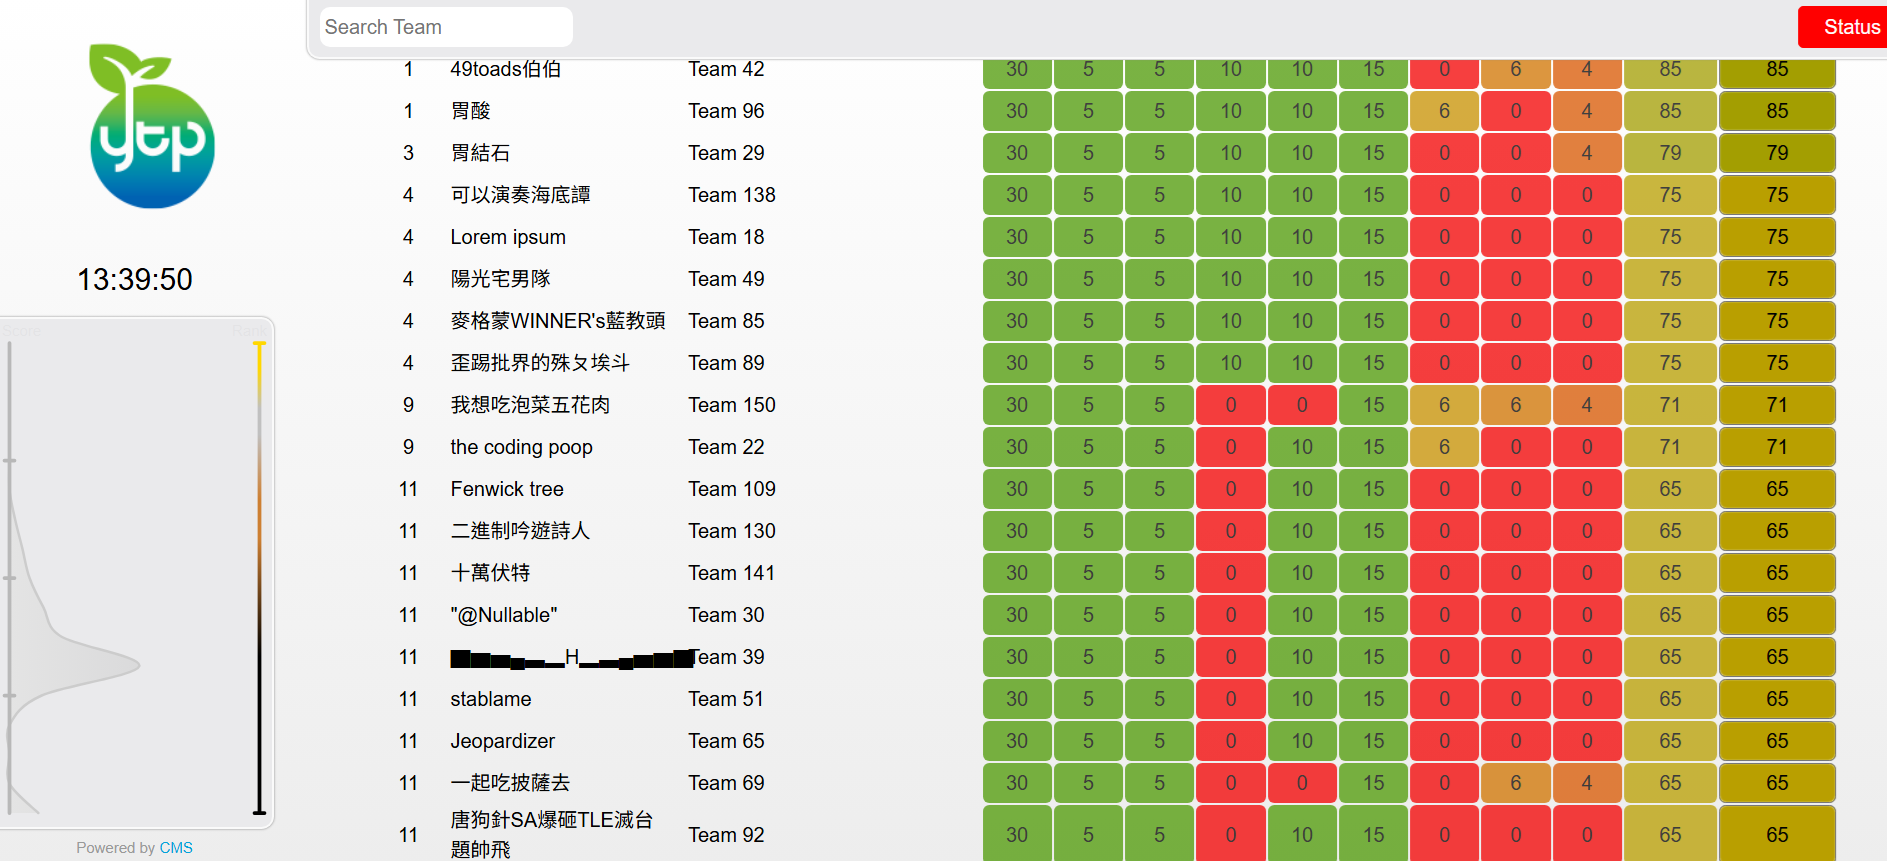 Search Team
Status
ytp
13:39:50
Score Rank
Powered by CMS
1 49toads伯伯 Team 42 30 5 5 10 10 15 0 6 4 85 85
1 胃酸 Team 96 30 5 5 10 10 15 6 0 4 85 85
3 胃結石 Team 29 30 5 5 10 10 15 0 0 4 79 79
4 可以演奏海底譚 Team 138 30 5 5 10 10 15 0 0 0 75 75
4 Lorem ipsum Team 18 30 5 5 10 10 15 0 0 0 75 75
4 陽光宅男隊 Team 49 30 5 5 10 10 15 0 0 0 75 75
4 麥格蒙WINNER's藍教頭 Team 85 30 5 5 10 10 15 0 0 0 75 75
4 歪踢批界的殊ㄆ埃斗 Team 89 30 5 5 10 10 15 0 0 0 75 75
9 我想吃泡菜五花肉 Team 150 30 5 5 0 0 15 6 6 4 71 71
9 the coding poop Team 22 30 5 5 0 10 15 6 0 0 71 71
11 Fenwick tree Team 109 30 5 5 0 10 15 0 0 0 65 65
11 二進制吟遊詩人 Team 130 30 5 5 0 10 15 0 0 0 65 65
11 十萬伏特 Team 141 30 5 5 0 10 15 0 0 0 65 65
11 "@Nullable" Team 30 30 5 5 0 10 15 0 0 0 65 65
11 ▇▆▅▄▃▂H▂▃▄▅▆▇ Team 39 30 5 5 0 10 15 0 0 0 65 65
11 stablame Team 51 30 5 5 0 10 15 0 0 0 65 65
11 Jeopardizer Team 65 30 5 5 0 10 15 0 0 0 65 65
11 一起吃披薩去 Team 69 30 5 5 0 0 15 0 6 4 65 65
11 唐狗針SA爆砸TLE滅台
題帥飛 Team 92 30 5 5 0 10 15 0 0 0 65 65